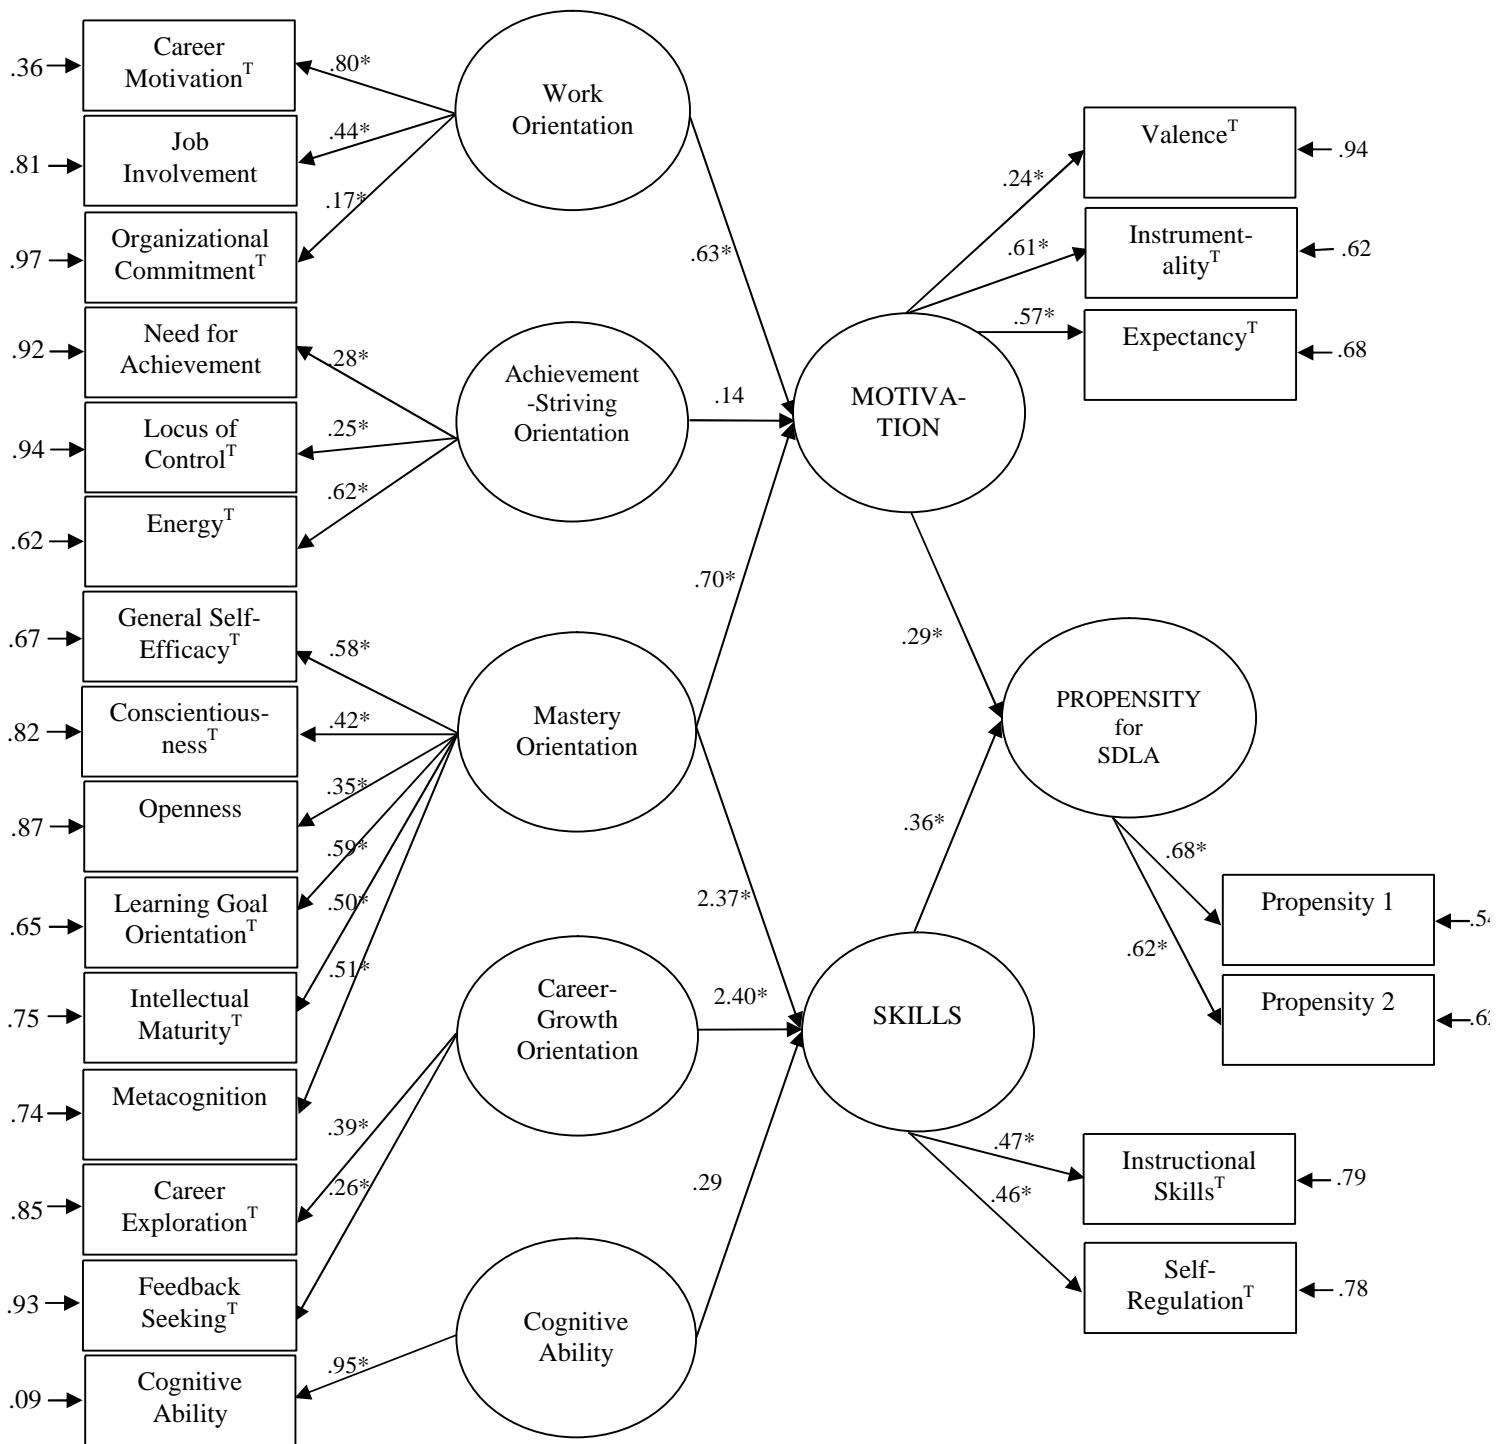 Career
Motivation^T
.36
.80*
Job
Involvement
.81
.44*
Organizational
Commitment^T
.97
.17*
Need for
Achievement
.92
.28*
Locus of
Control^T
.94
.25*
Energy^T
.62
.62*
General Self-
Efficacy^T
.67
.58*
Conscientious-
ness^T
.82
.42*
Openness
.87
.35*
Learning Goal
Orientation^T
.65
.59*
Intellectual
Maturity^T
.75
.50*
Metacognition
.74
.51*
Career
Exploration^T
.85
.39*
Feedback
Seeking^T
.93
.26*
Cognitive
Ability
.09
.95*
Work
Orientation
.63*
Achievement
-Striving
Orientation
.14
Mastery
Orientation
.70*
2.37*
Career-
Growth
Orientation
2.40*
Cognitive
Ability
.29
MOTIVA-
TION
.29*
SKILLS
.36*
Valence^T
.24*
.94
Instrument-
ality^T
.61*
.62
Expectancy^T
.57*
.68
PROPENSITY
for
SDLA
.68*
Propensity 1
.54
.62*
Propensity 2
Instructional
Skills^T
.47*
.79
Self-
Regulation^T
.46*
.78